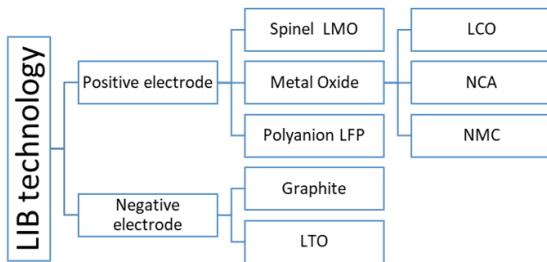 LIB technology
Positive electrode
Spinel LMO
Metal Oxide
Polyanion LFP
LCO
NCA
NMC
Negative
electrode
Graphite
LTO